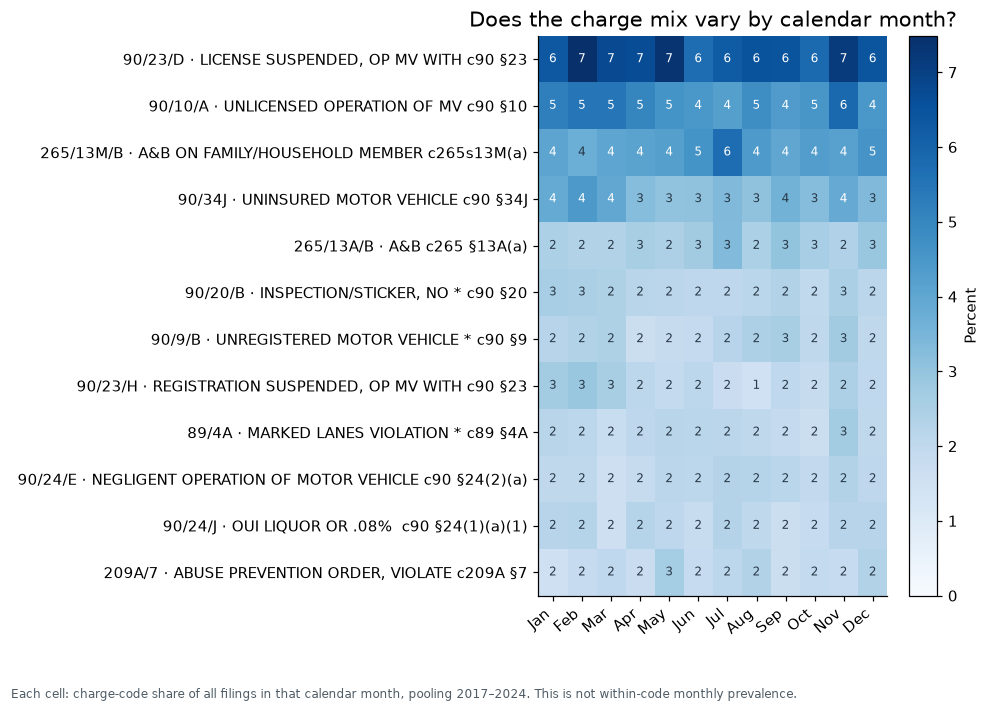 Does the charge mix vary by calendar month?
90/23/D · LICENSE SUSPENDED, OP MV WITH c90 §23 6 7 7 7 7 6 6 6 6 6 7 6
90/10/A · UNLICENSED OPERATION OF MV c90 §10 5 5 5 5 5 4 4 5 4 5 6 4
265/13M/B · A&B ON FAMILY/HOUSEHOLD MEMBER c265s13M(a) 4 4 4 4 4 5 6 4 4 4 4 5
90/34J · UNINSURED MOTOR VEHICLE c90 §34J 4 4 4 3 3 3 3 3 4 3 4 3
265/13A/B · A&B c265 §13A(a) 2 2 2 3 2 3 3 2 3 3 2 3
90/20/B · INSPECTION/STICKER, NO * c90 §20 3 3 2 2 2 2 2 2 2 2 3 2
90/9/B · UNREGISTERED MOTOR VEHICLE * c90 §9 2 2 2 2 2 2 2 2 3 2 3 2
90/23/H · REGISTRATION SUSPENDED, OP MV WITH c90 §23 3 3 3 2 2 2 2 1 2 2 2 2
89/4A · MARKED LANES VIOLATION * c89 §4A 2 2 2 2 2 2 2 2 2 2 3 2
90/24/E · NEGLIGENT OPERATION OF MOTOR VEHICLE c90 §24(2)(a) 2 2 2 2 2 2 2 2 2 2 2 2
90/24/J · OUI LIQUOR OR .08%  c90 §24(1)(a)(1) 2 2 2 2 2 2 2 2 2 2 2 2
209A/7 · ABUSE PREVENTION ORDER, VIOLATE c209A §7 2 2 2 2 3 2 2 2 2 2 2 2
Jan Feb Mar Apr May Jun Jul Aug Sep Oct Nov Dec
7
6
5
4
3
2
1
0
Percent
Each cell: charge-code share of all filings in that calendar month, pooling 2017–2024. This is not within-code monthly prevalence.